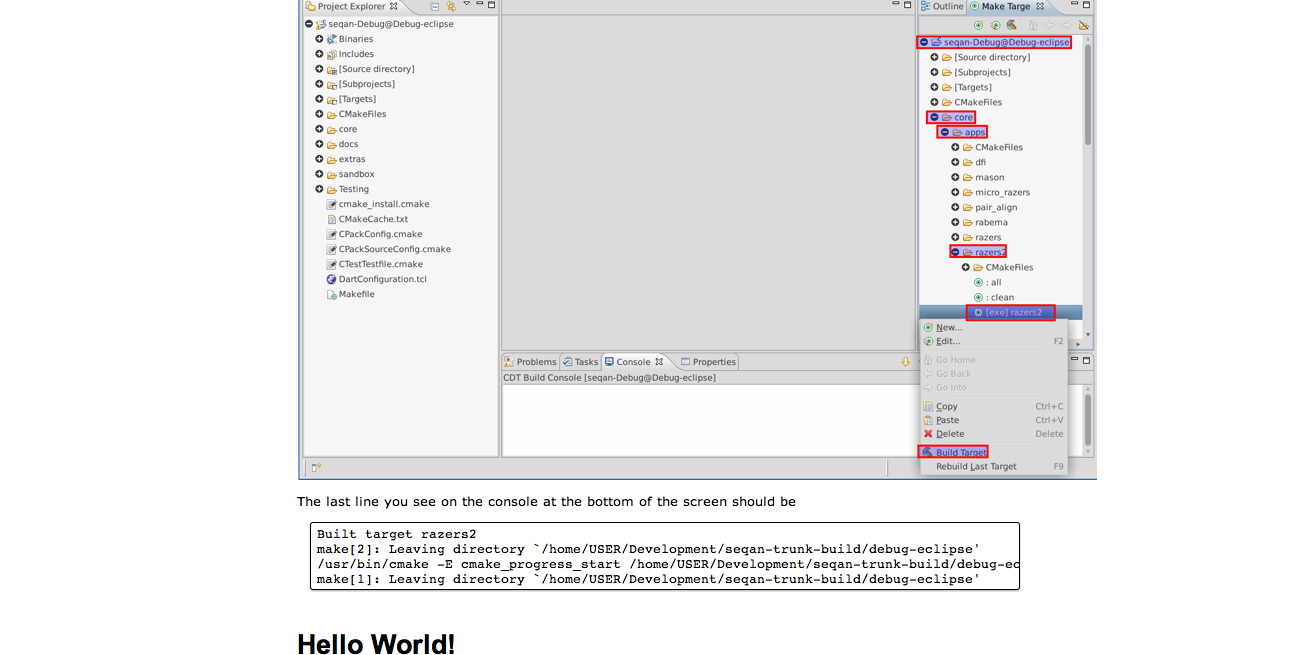 Project Explorer
seqan-Debug@Debug-eclipse
Binaries
Includes
[Source directory]
[Subprojects]
[Targets]
CMakeFiles
core
docs
extras
sandbox
Testing
cmake_install.cmake
CMakeCache.txt
CPackConfig.cmake
CPackSourceConfig.cmake
CTestTestfile.cmake
DartConfiguration.tcl
Makefile
Problems Tasks Console Properties
CDT Build Console [seqan-Debug@Debug-eclipse]
Outline Make Targe
seqan-Debug@Debug-eclipse
[Source directory]
[Subprojects]
[Targets]
CMakeFiles
core
apps
CMakeFiles
dfi
mason
micro_razers
pair_align
rabema
razers
razers2
CMakeFiles
: all
: clean
[exe] razers2
New...
Edit... F2
Go Home
Go Back
Go Into
Copy Ctrl+C
Paste Ctrl+V
Delete Delete
Build Target
Rebuild Last Target F9
The last line you see on the console at the bottom of the screen should be
Built target razers2
make[2]: Leaving directory `/home/USER/Development/seqan-trunk-build/debug-eclipse'
/usr/bin/cmake -E cmake_progress_start /home/USER/Development/seqan-trunk-build/debug-ec
make[1]: Leaving directory `/home/USER/Development/seqan-trunk-build/debug-eclipse'
Hello World!